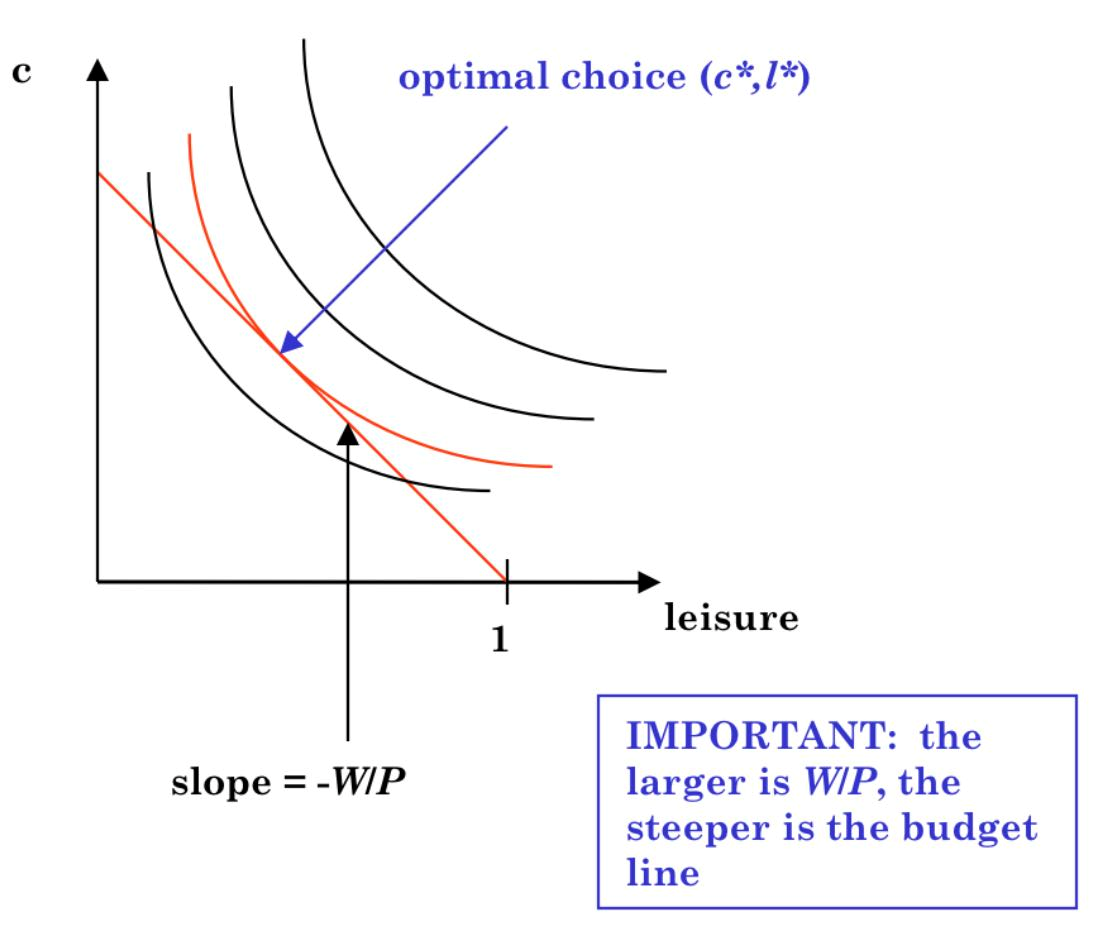 c
optimal choice (c*,l*)
leisure
1
slope = -W/P
IMPORTANT: the
larger is W/P, the
steeper is the budget
line